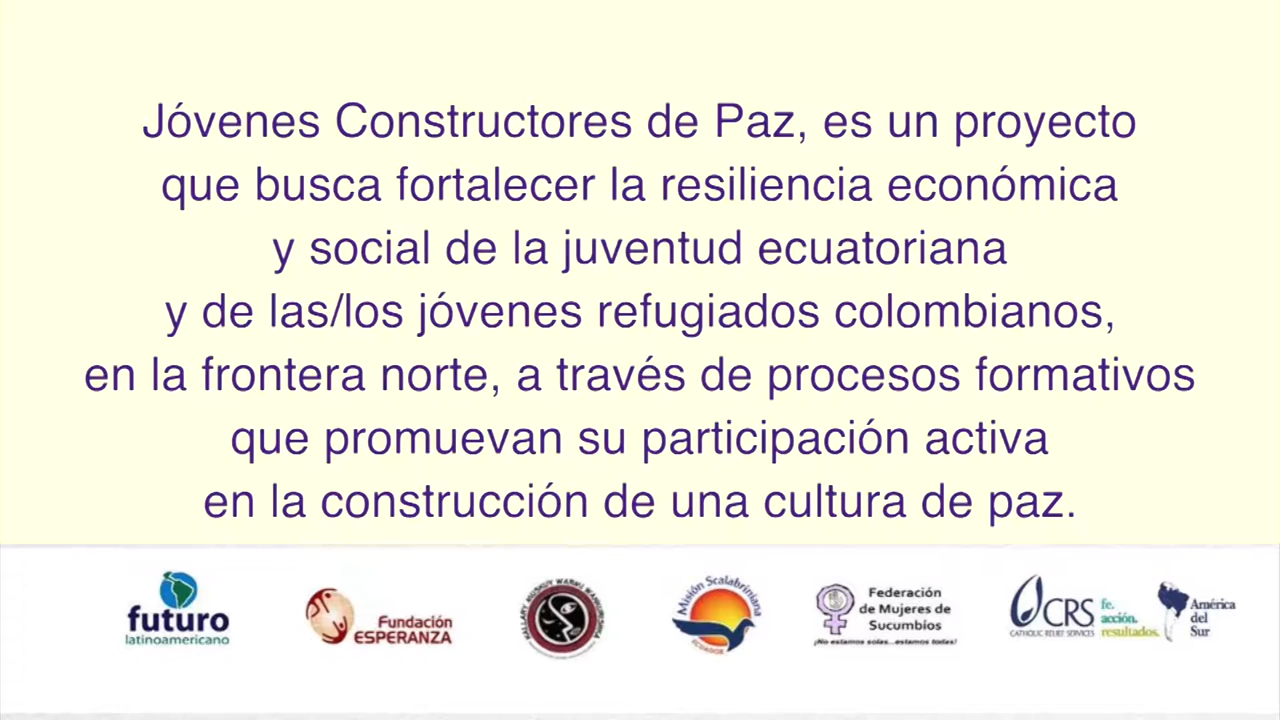 Jóvenes Constructores de Paz, es un proyecto
que busca fortalecer la resiliencia económica
y social de la juventud ecuatoriana
y de las/los jóvenes refugiados colombianos,
en la frontera norte, a través de procesos formativos
que promuevan su participación activa
en la construcción de una cultura de paz.
futuro
latinoamericano
Fundación
ESPERANZA
Misión Scalabriniana
ECUADOR
Federación
de Mujeres de
Sucumbíos
¡No estamos solas...estamos todas!
CRS
CATHOLIC RELIEF SERVICES
fe.
acción.
resultados.
América
del
Sur